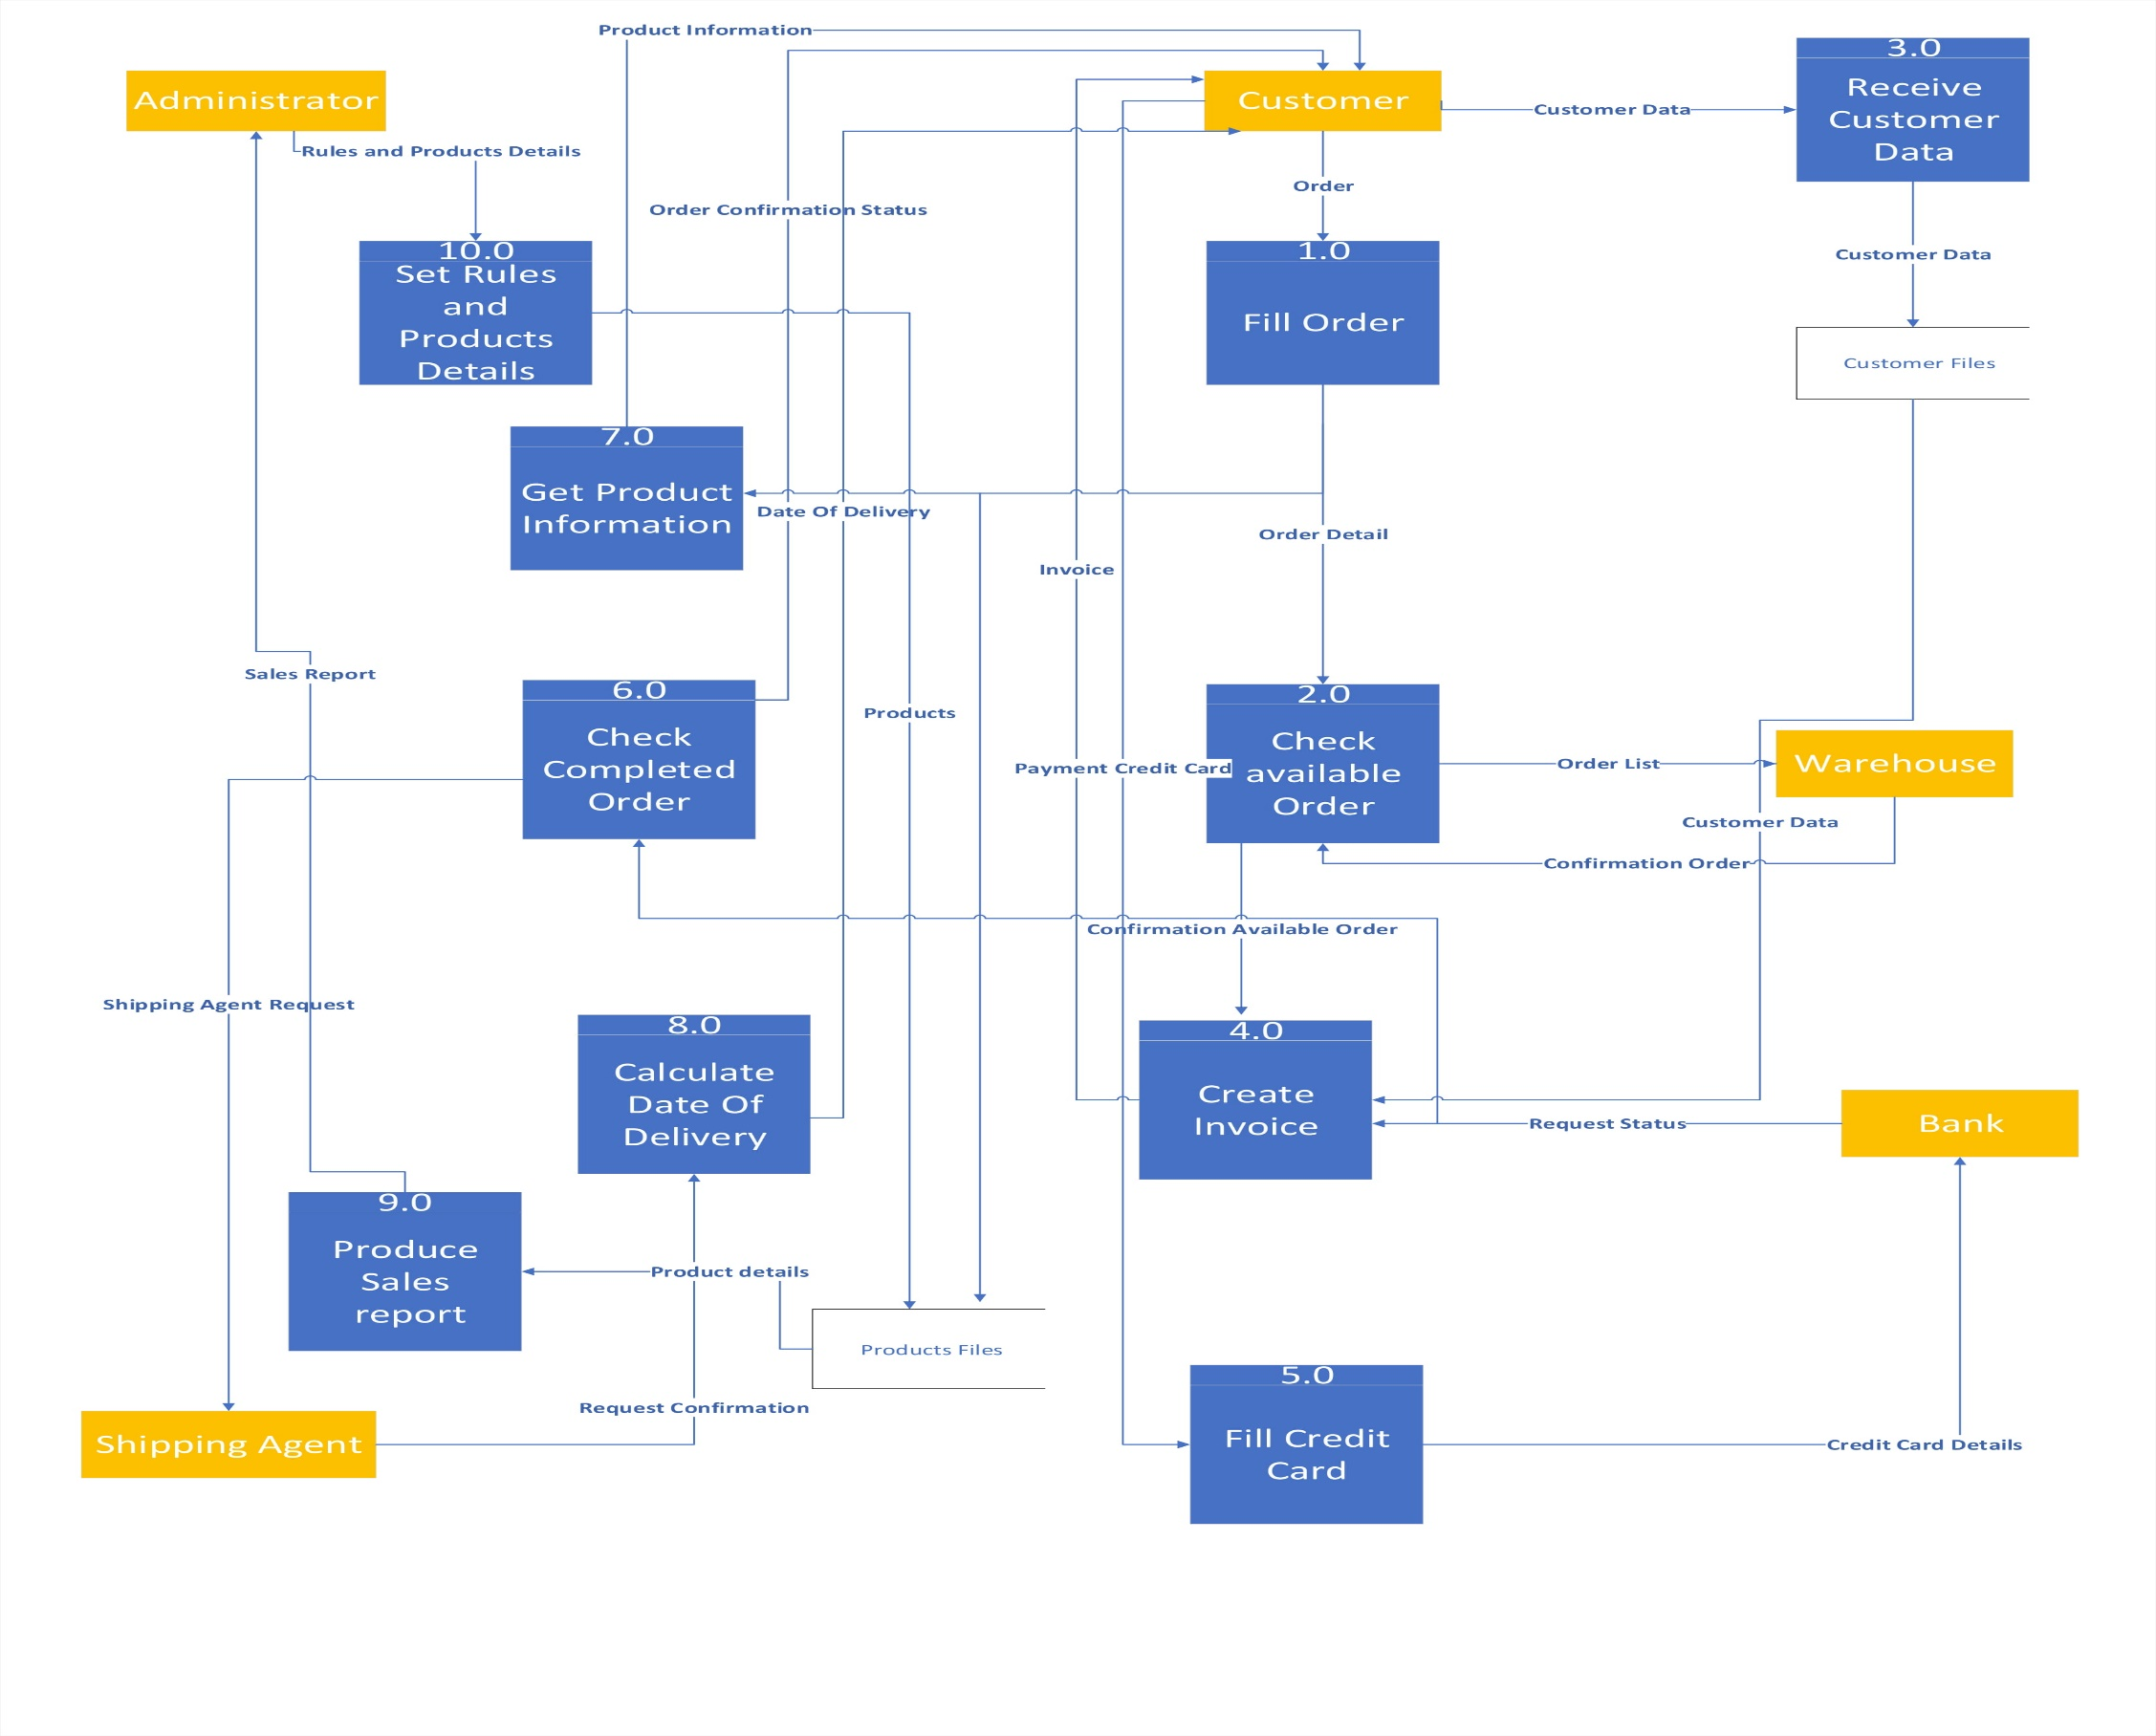 Product Information
3.0
Receive
Customer
Data
Administrator
Customer
Customer Data
Rules and Products Details
Order
Order Confirmation Status
10.0
Set Rules
and
Products
Details
1.0
Fill Order
Customer Data
Customer Files
7.0
Get Product
Information
Date Of Delivery
Order Detail
Invoice
Sales Report
6.0
Check
Completed
Order
Products
2.0
Check
available
Order
Payment Credit Card
Order List
Warehouse
Customer Data
Confirmation Order
Confirmation Available Order
Shipping Agent Request
8.0
Calculate
Date Of
Delivery
4.0
Create
Invoice
Request Status
Bank
9.0
Produce
Sales
report
Product details
Products Files
5.0
Fill Credit
Card
Request Confirmation
Shipping Agent
Credit Card Details